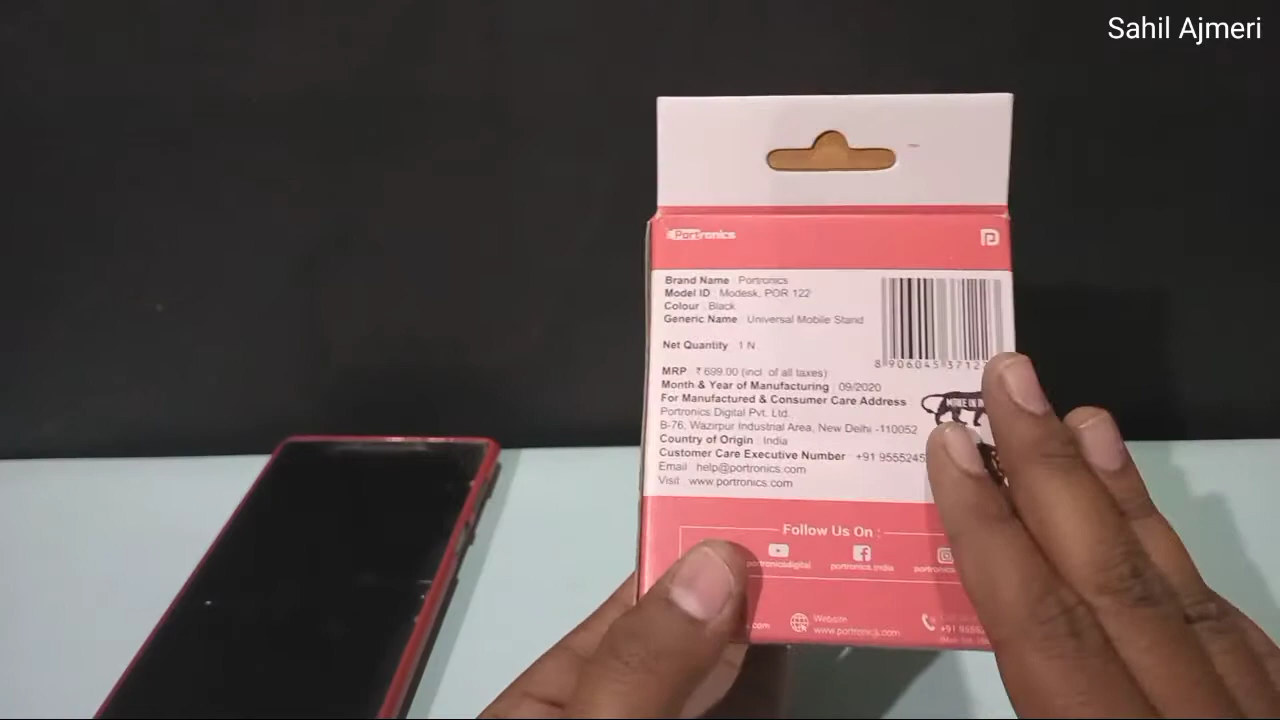 Sahil Ajmeri
Portronics
Brand Name : Portronics
Model ID : Modesk, POR 122
Colour : Black
Generic Name : Universal Mobile Stand
Net Quantity : 1 N
8 906045 3712
MRP ₹ 699.00 (incl. of all taxes)
Month & Year of Manufacturing : 09/2020
For Manufactured & Consumer Care Address
Portronics Digital Pvt. Ltd.
B-76, Wazirpur Industrial Area, New Delhi -110052
Country of Origin : India
Customer Care Executive Number : +91 9555245
Email : help@portronics.com
Visit : www.portronics.com
Follow Us On :
portronicsdigital
portronics.india
Website
www.portronics.com